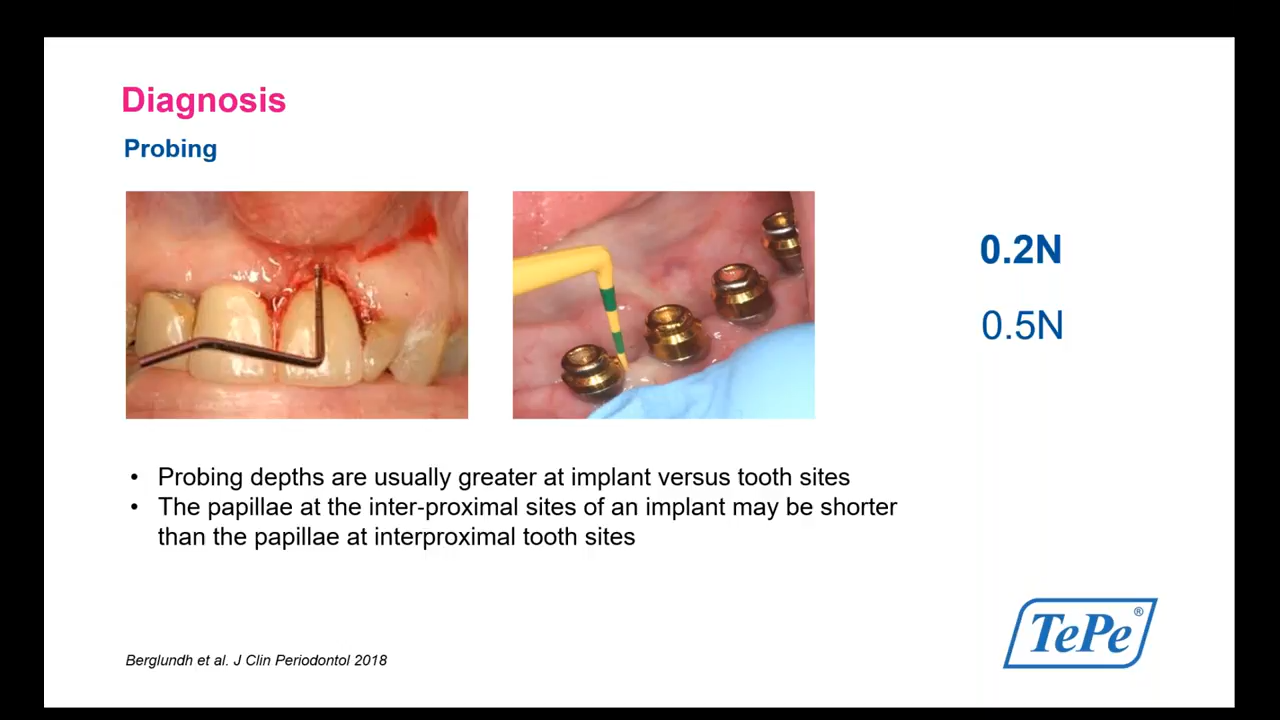 Diagnosis
Probing
0.2N
0.5N
• Probing depths are usually greater at implant versus tooth sites
• The papillae at the inter-proximal sites of an implant may be shorter
than the papillae at interproximal tooth sites
Berglundh et al. J Clin Periodontol 2018
TePe®